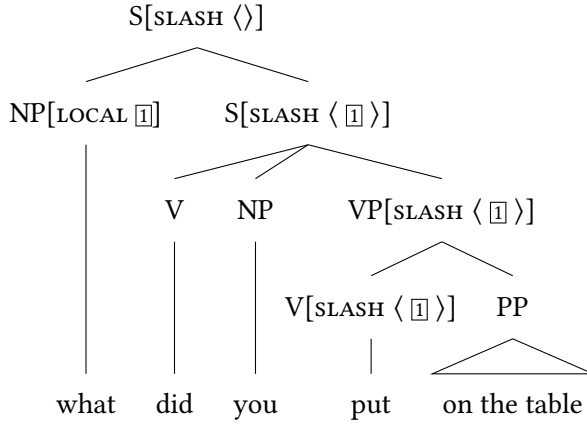 S[SLASH ⟨⟩]
NP[LOCAL 1] S[SLASH ⟨ 1 ⟩]
V NP VP[SLASH ⟨ 1 ⟩]
V[SLASH ⟨ 1 ⟩] PP
what did you put on the table